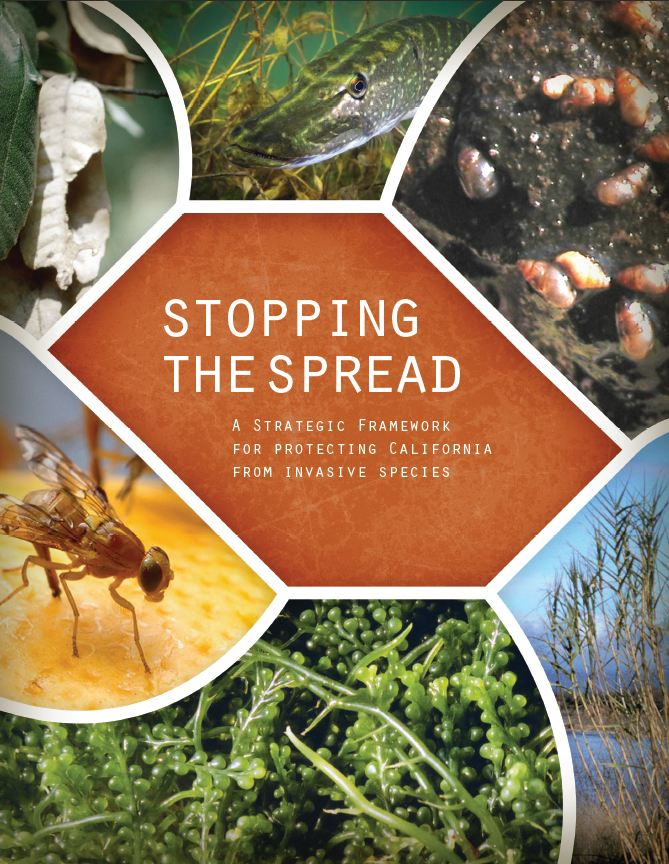 STOPPING
THE SPREAD
A Strategic Framework
for protecting California
from invasive species